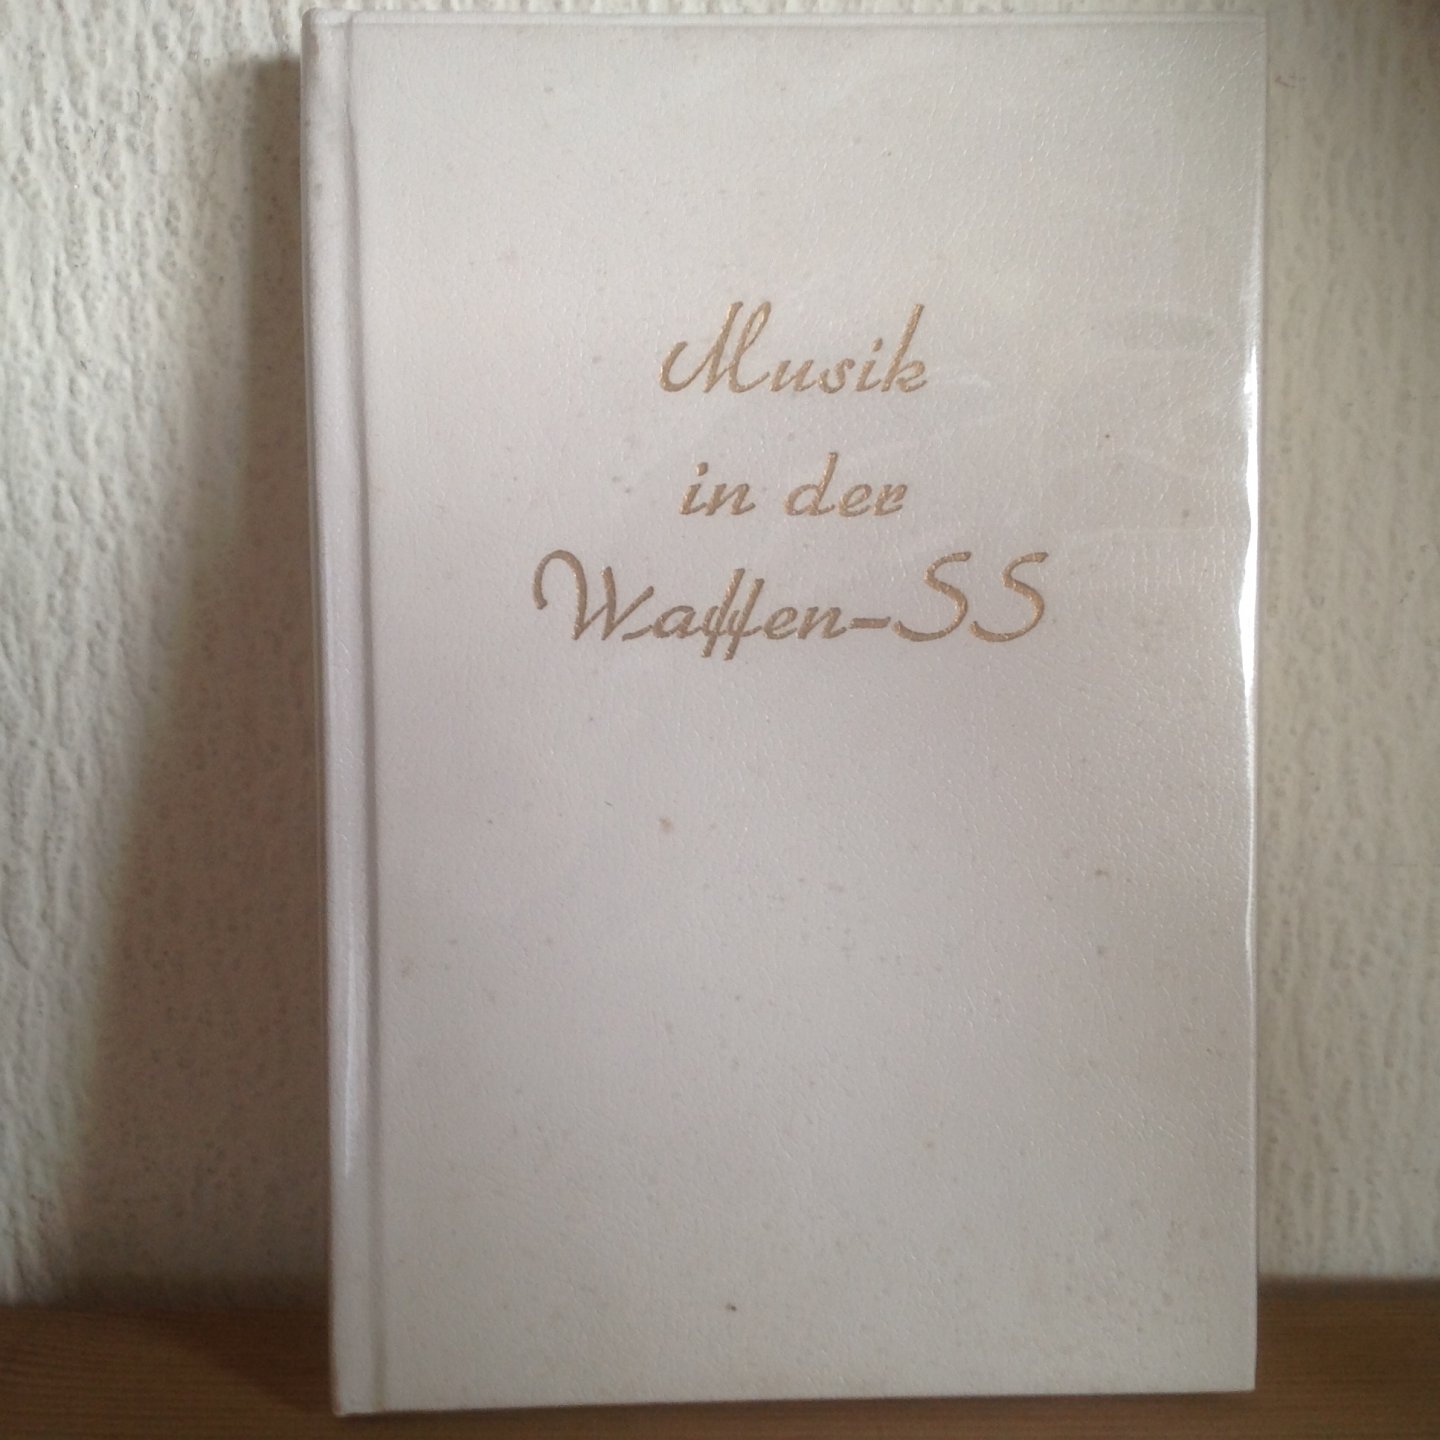 Musik
in der
Waffen-SS